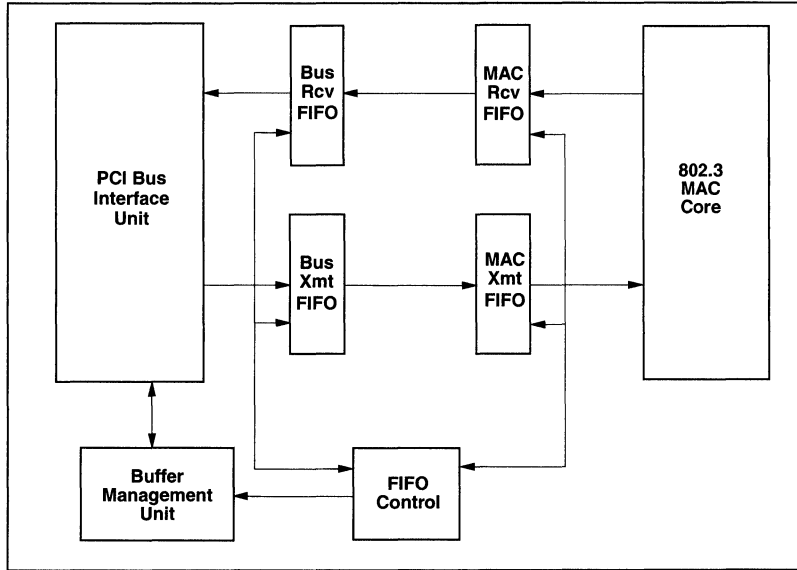 Bus
Rcv
FIFO
MAC
Rcv
FIFO
PCI Bus
Interface
Unit
802.3
MAC
Core
Bus
Xmt
FIFO
MAC
Xmt
FIFO
Buffer
Management
Unit
FIFO
Control